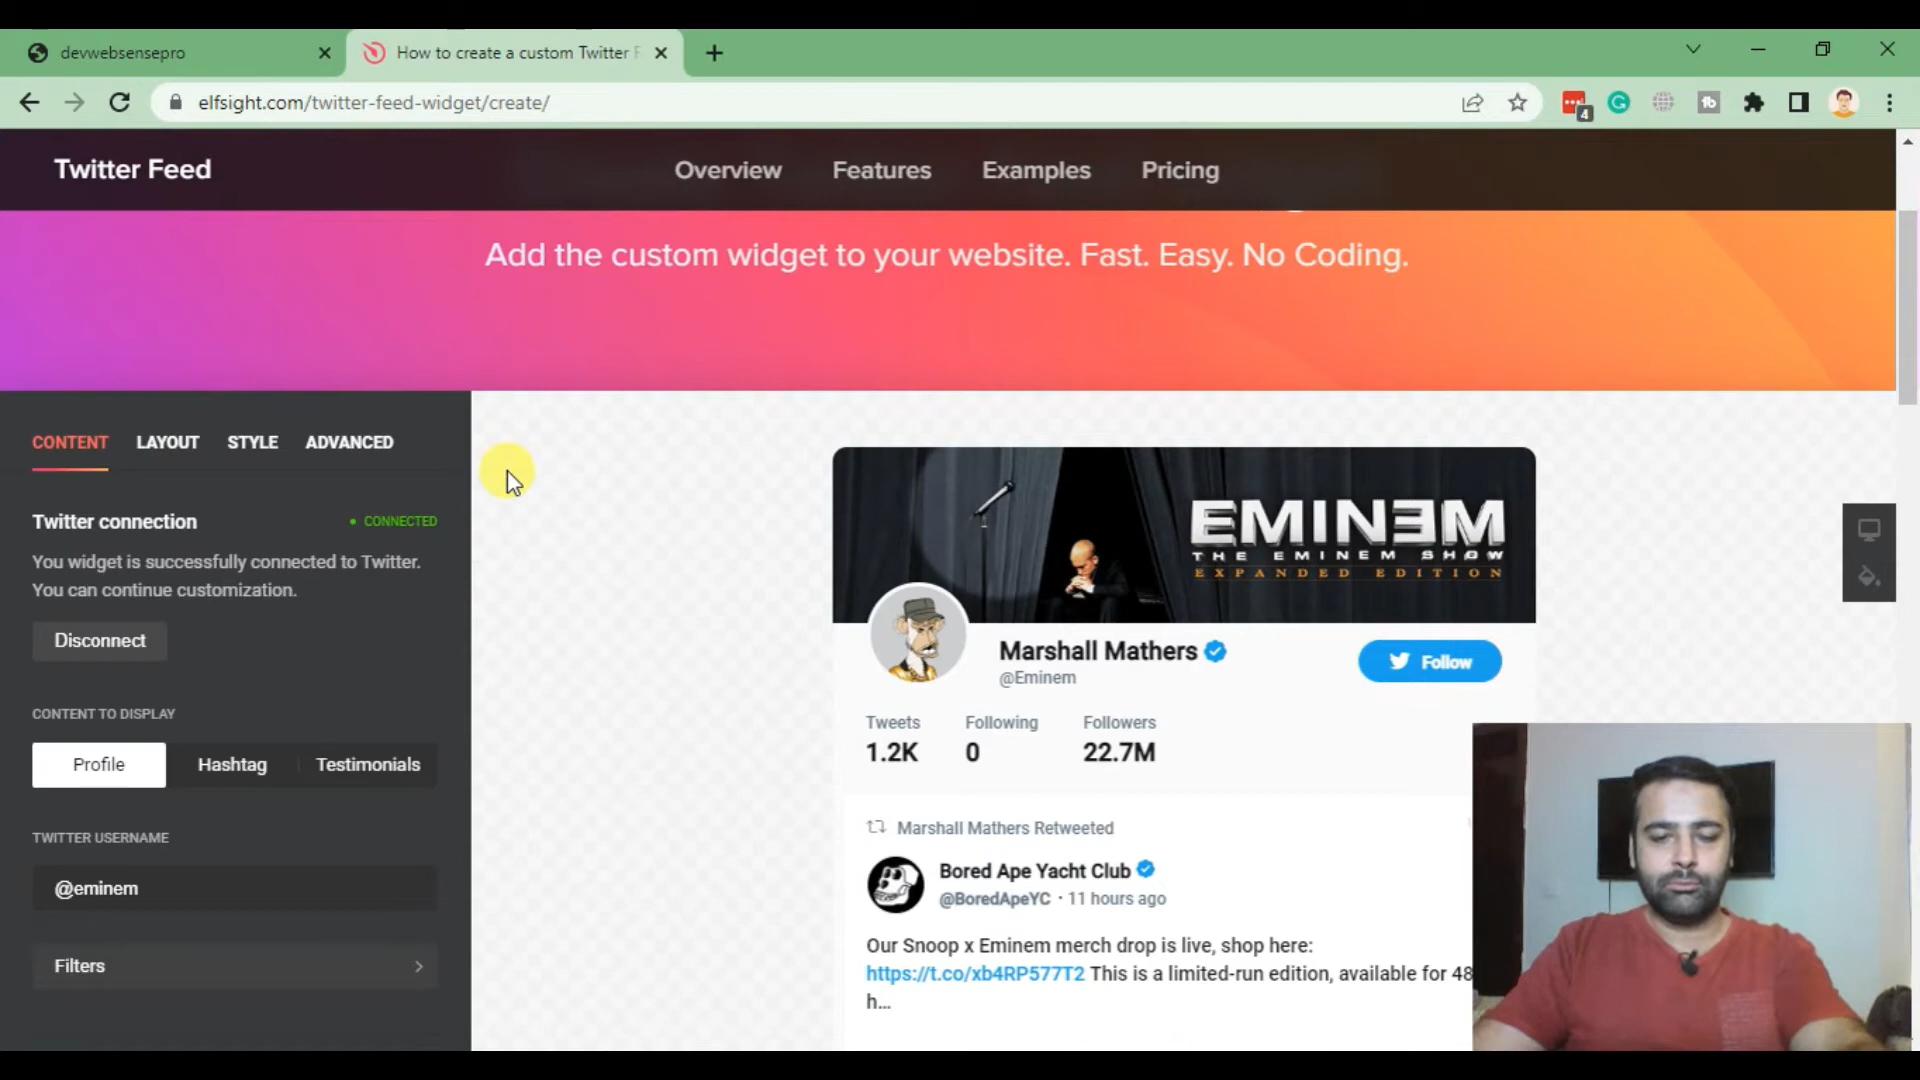 devwebsensepro
How to create a custom Twitter F
elfsight.com/twitter-feed-widget/create/
4
Twitter Feed
Overview
Features
Examples
Pricing
Add the custom widget to your website. Fast. Easy. No Coding.
CONTENT
LAYOUT
STYLE
ADVANCED
Twitter connection
• CONNECTED
You widget is successfully connected to Twitter.
You can continue customization.
Disconnect
CONTENT TO DISPLAY
Profile
Hashtag
Testimonials
TWITTER USERNAME
@eminem
Filters
EMINƎM
THE EMINEM SHOW
EXPANDED EDITION
Marshall Mathers
@Eminem
Follow
Tweets
Following
Followers
1.2K
0
22.7M
Marshall Mathers Retweeted
Bored Ape Yacht Club
@BoredApeYC · 11 hours ago
Our Snoop x Eminem merch drop is live, shop here:
https://t.co/xb4RP577T2 This is a limited-run edition, available for 48
h...